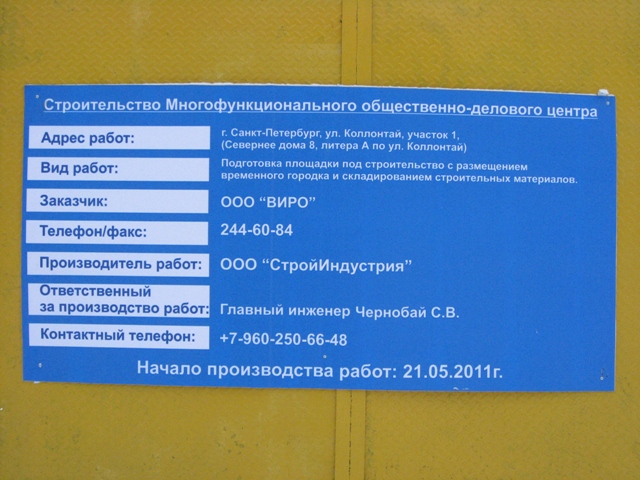 Строительство Многофункционального общественно-делового центра
Адрес работ: г. Санкт-Петербург, ул. Коллонтай, участок 1,
(Севернее дома 8, литера А по ул. Коллонтай)
Вид работ: Подготовка площадки под строительство с размещением
временного городка и складированием строительных материалов.
Заказчик: ООО “ВИРО”
Телефон/факс: 244-60-84
Производитель работ: ООО “СтройИндустрия”
Ответственный
за производство работ: Главный инженер Чернобай С.В.
Контактный телефон: +7-960-250-66-48
Начало производства работ: 21.05.2011г.